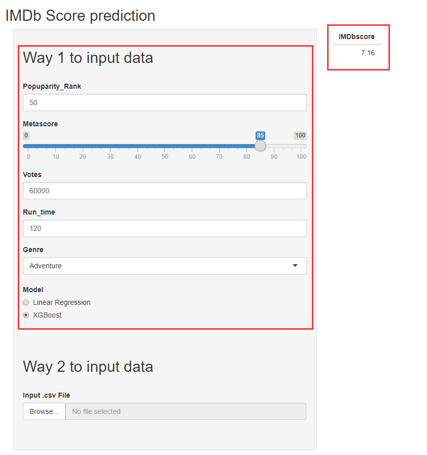 IMDb Score prediction
IMDbscore
7.16
Way 1 to input data
Popuparity_Rank
50
Metascore
0 85 100
0 10 20 30 40 50 60 70 80 90 100
Votes
60000
Run_time
120
Genre
Adventure
Model
Linear Regression
XGBoost
Way 2 to input data
Input .csv File
Browse... No file selected